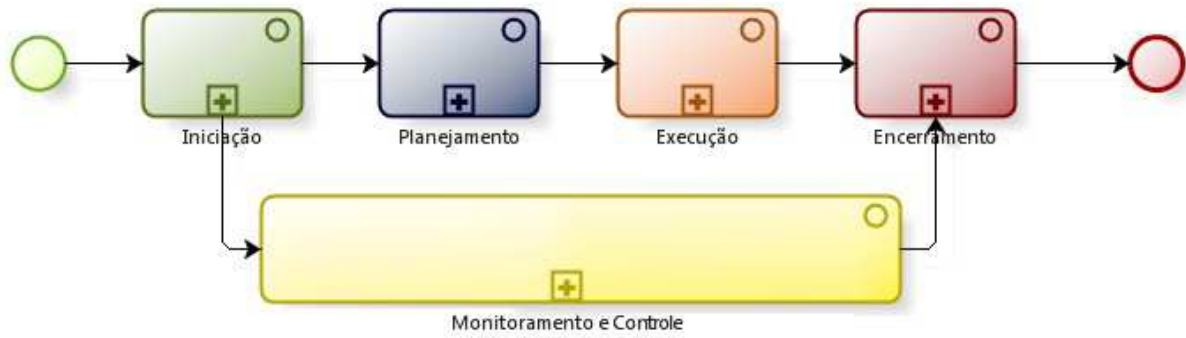 Iniciação
Planejamento
Execução
Encerramento
Monitoramento e Controle